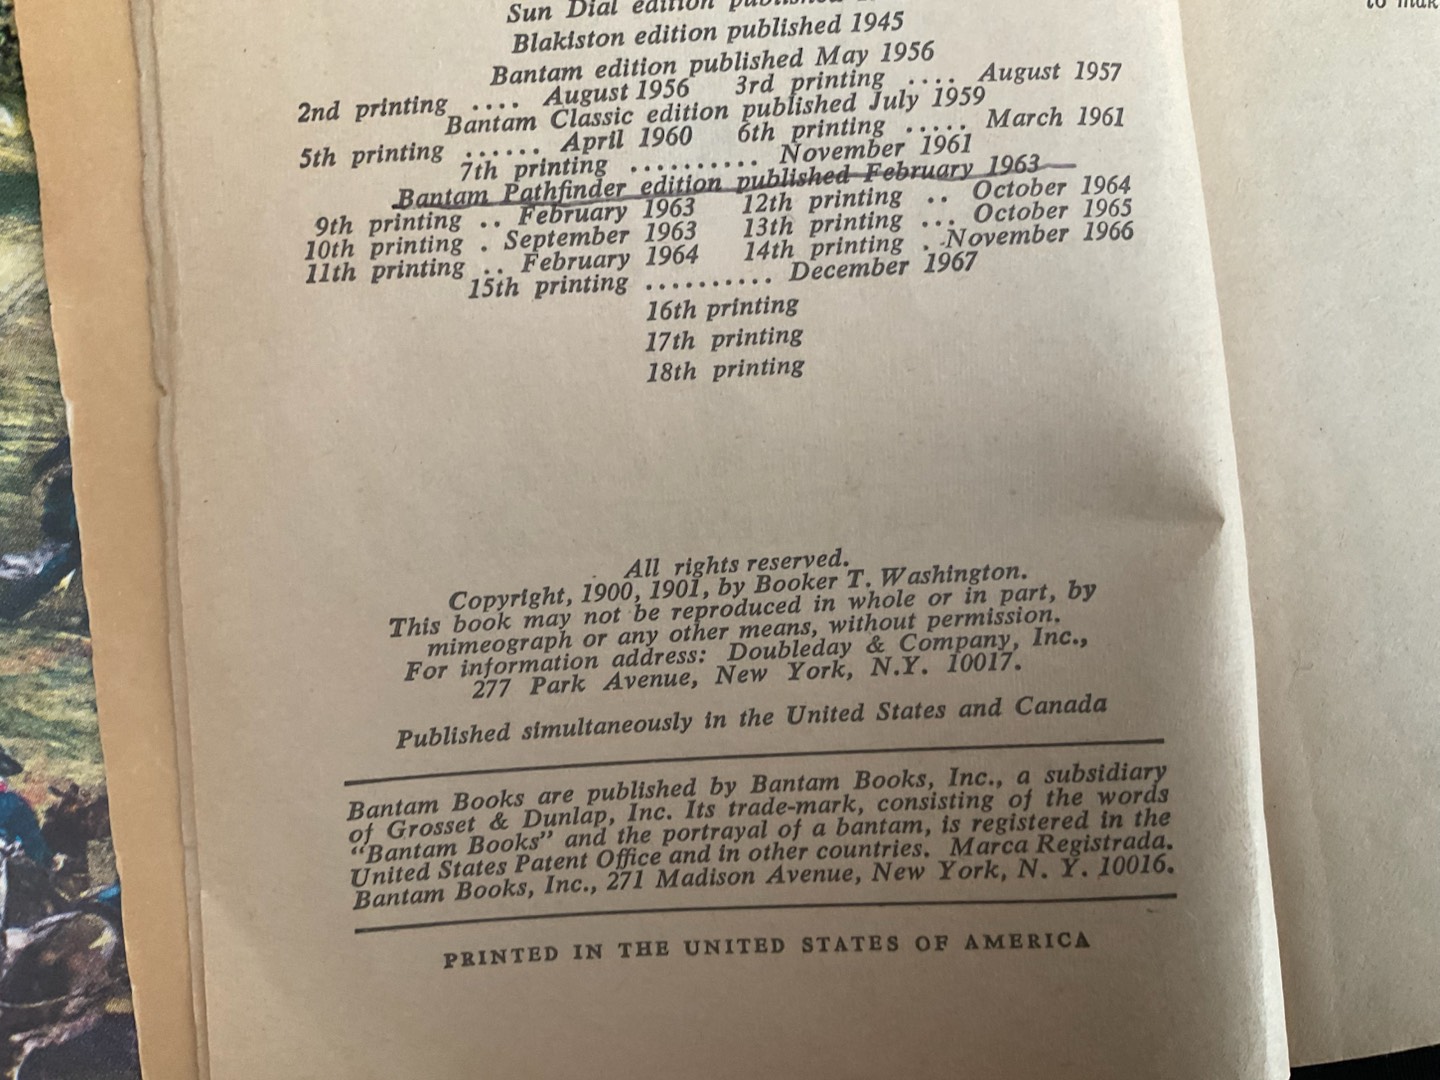 Sun Dial edition
Blakiston edition published 1945
Bantam edition published May 1956
2nd printing .... August 1956 3rd printing .... August 1957
Bantam Classic edition published July 1959
5th printing ...... April 1960 6th printing ..... March 1961
7th printing .......... November 1961
Bantam Pathfinder edition published February 1963
9th printing .. February 1963 12th printing .. October 1964
10th printing . September 1963 13th printing ... October 1965
11th printing .. February 1964 14th printing . November 1966
15th printing .......... December 1967
16th printing
17th printing
18th printing
All rights reserved.
Copyright, 1900, 1901, by Booker T. Washington.
This book may not be reproduced in whole or in part, by
mimeograph or any other means, without permission.
For information address: Doubleday & Company, Inc.,
277 Park Avenue, New York, N.Y. 10017.
Published simultaneously in the United States and Canada
Bantam Books are published by Bantam Books, Inc., a subsidiary
of Grosset & Dunlap, Inc. Its trade-mark, consisting of the words
“Bantam Books” and the portrayal of a bantam, is registered in the
United States Patent Office and in other countries. Marca Registrada.
Bantam Books, Inc., 271 Madison Avenue, New York, N. Y. 10016.
PRINTED IN THE UNITED STATES OF AMERICA